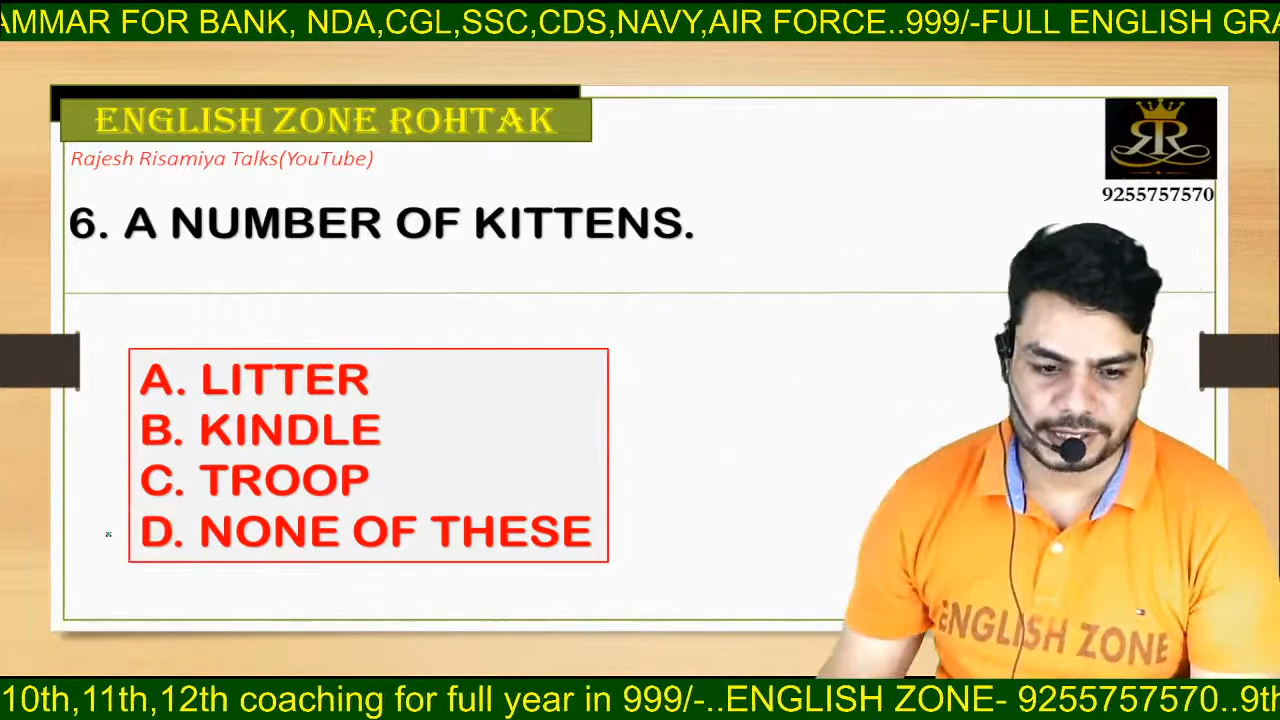 AMMAR FOR BANK, NDA,CGL,SSC,CDS,NAVY,AIR FORCE..999/-FULL ENGLISH GRA
ENGLISH ZONE ROHTAK
Rajesh Risamiya Talks(YouTube)
RR
9255757570
6. A NUMBER OF KITTENS.
A. LITTER
B. KINDLE
C. TROOP
D. NONE OF THESE
ENGLISH ZONE
10th,11th,12th coaching for full year in 999/-..ENGLISH ZONE- 9255757570..9th